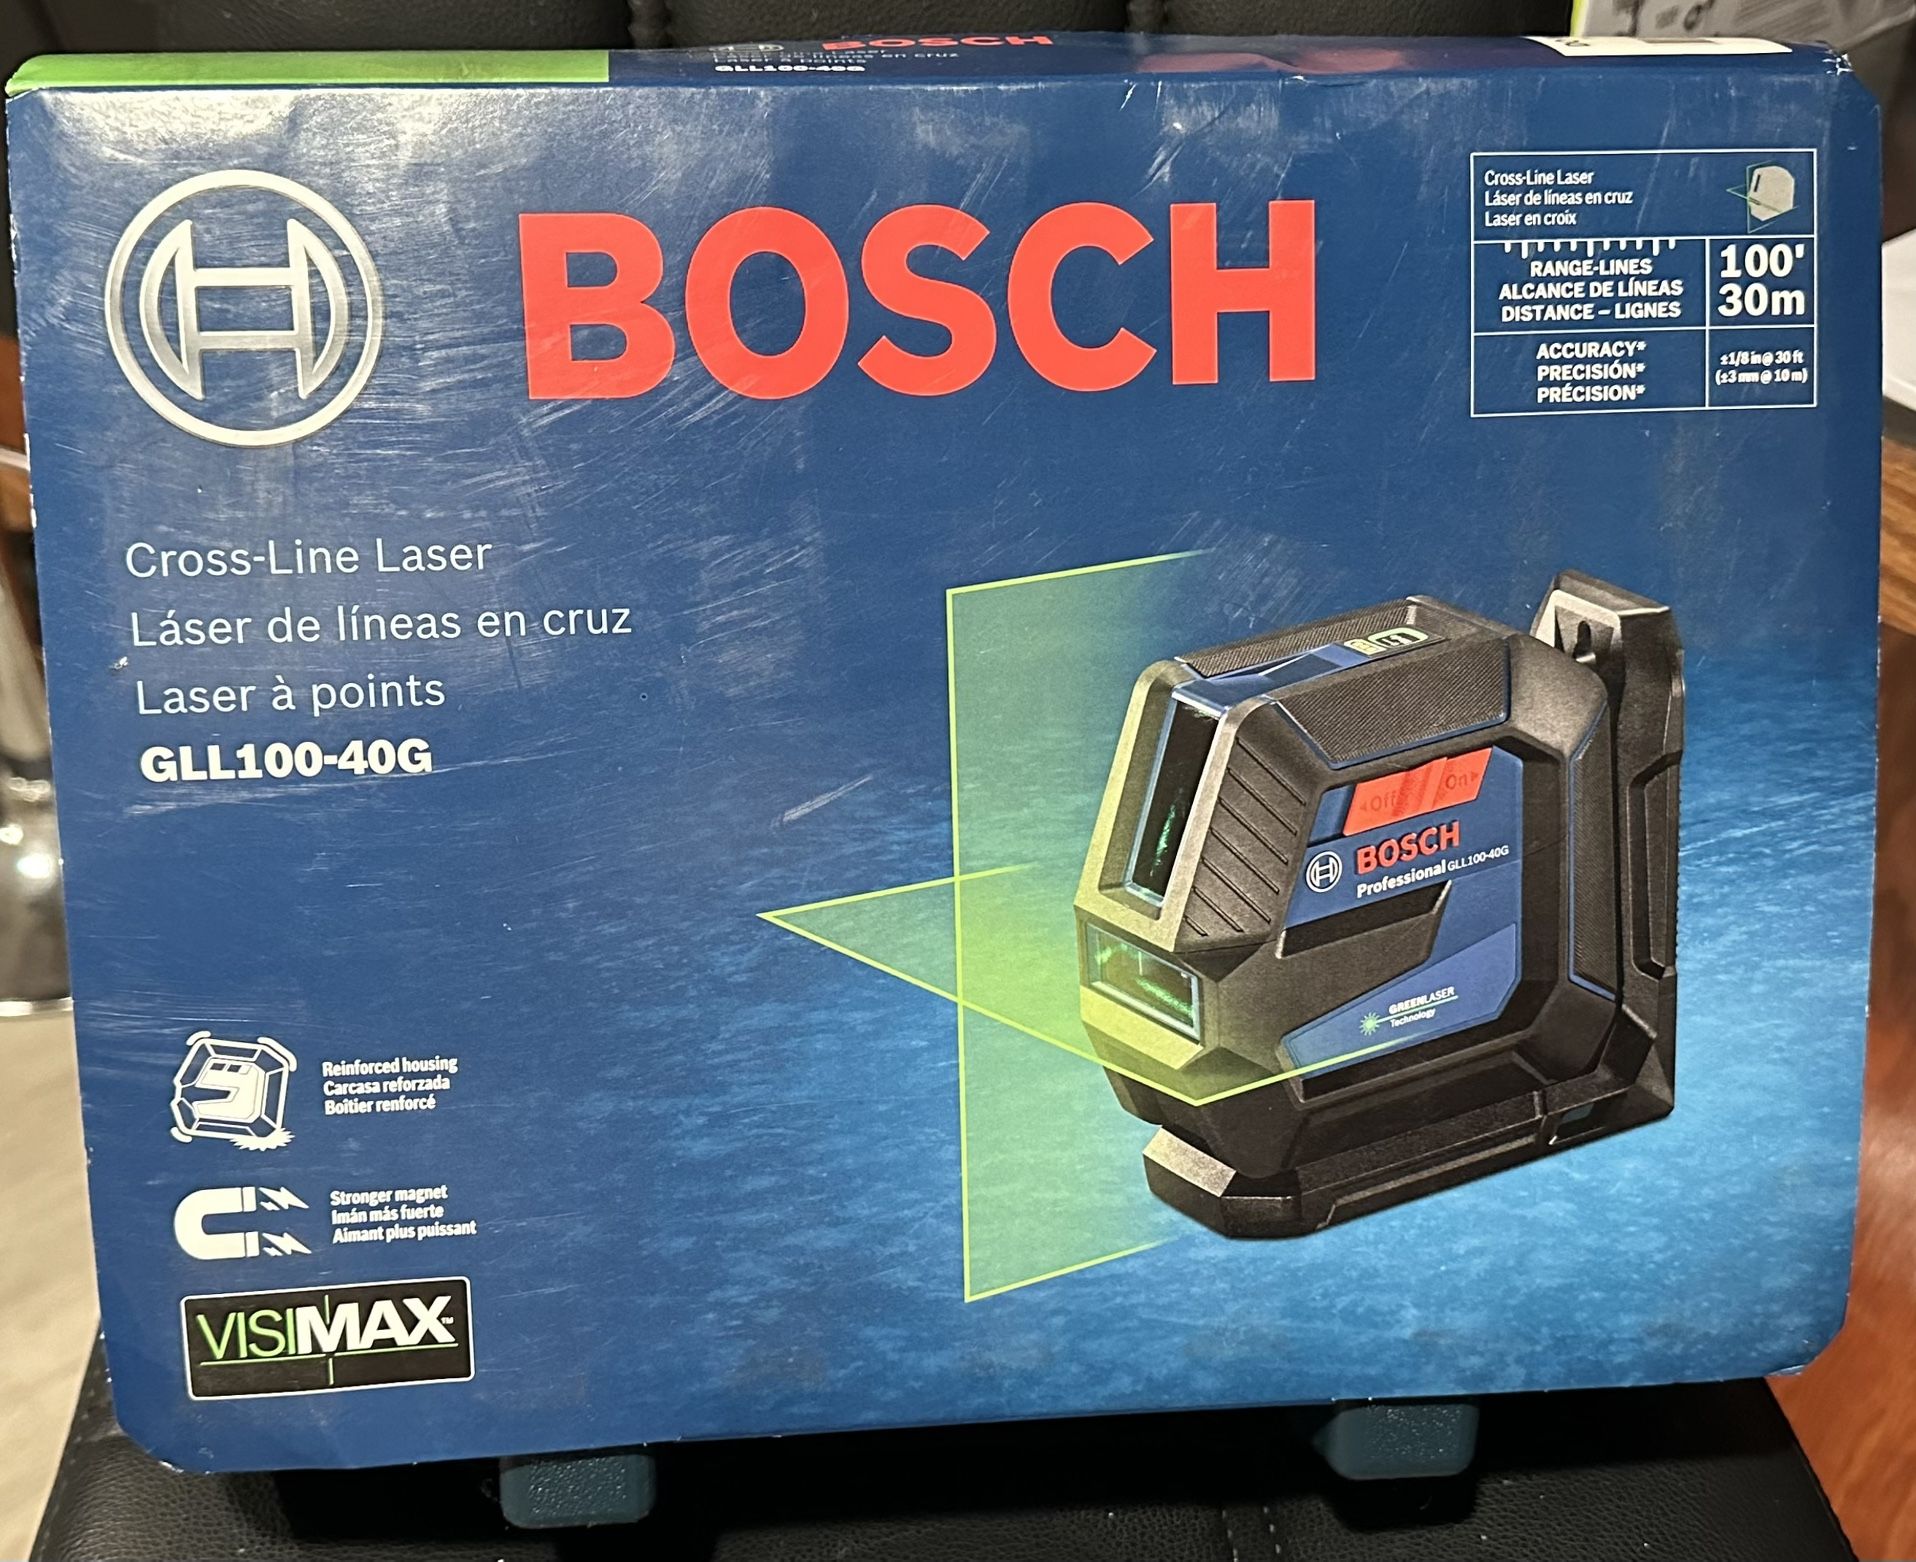 BOSCH
Laser à points
GLL100-40G
BOSCH
Cross-Line Laser
Láser de líneas en cruz
Laser en croix
RANGE-LINES
ALCANCE DE LÍNEAS
DISTANCE – LIGNES
100'
30m
ACCURACY*
PRECISIÓN*
PRÉCISION*
±1/8 in @ 30 ft
(±3 mm @ 10 m)
Cross-Line Laser
Láser de líneas en cruz
Laser à points
GLL100-40G
◄Off On►
BOSCH
Professional GLL100-40G
GREENLASER
Technology
Reinforced housing
Carcasa reforzada
Boîtier renforcé
Stronger magnet
Imán más fuerte
Aimant plus puissant
VISIMAX™